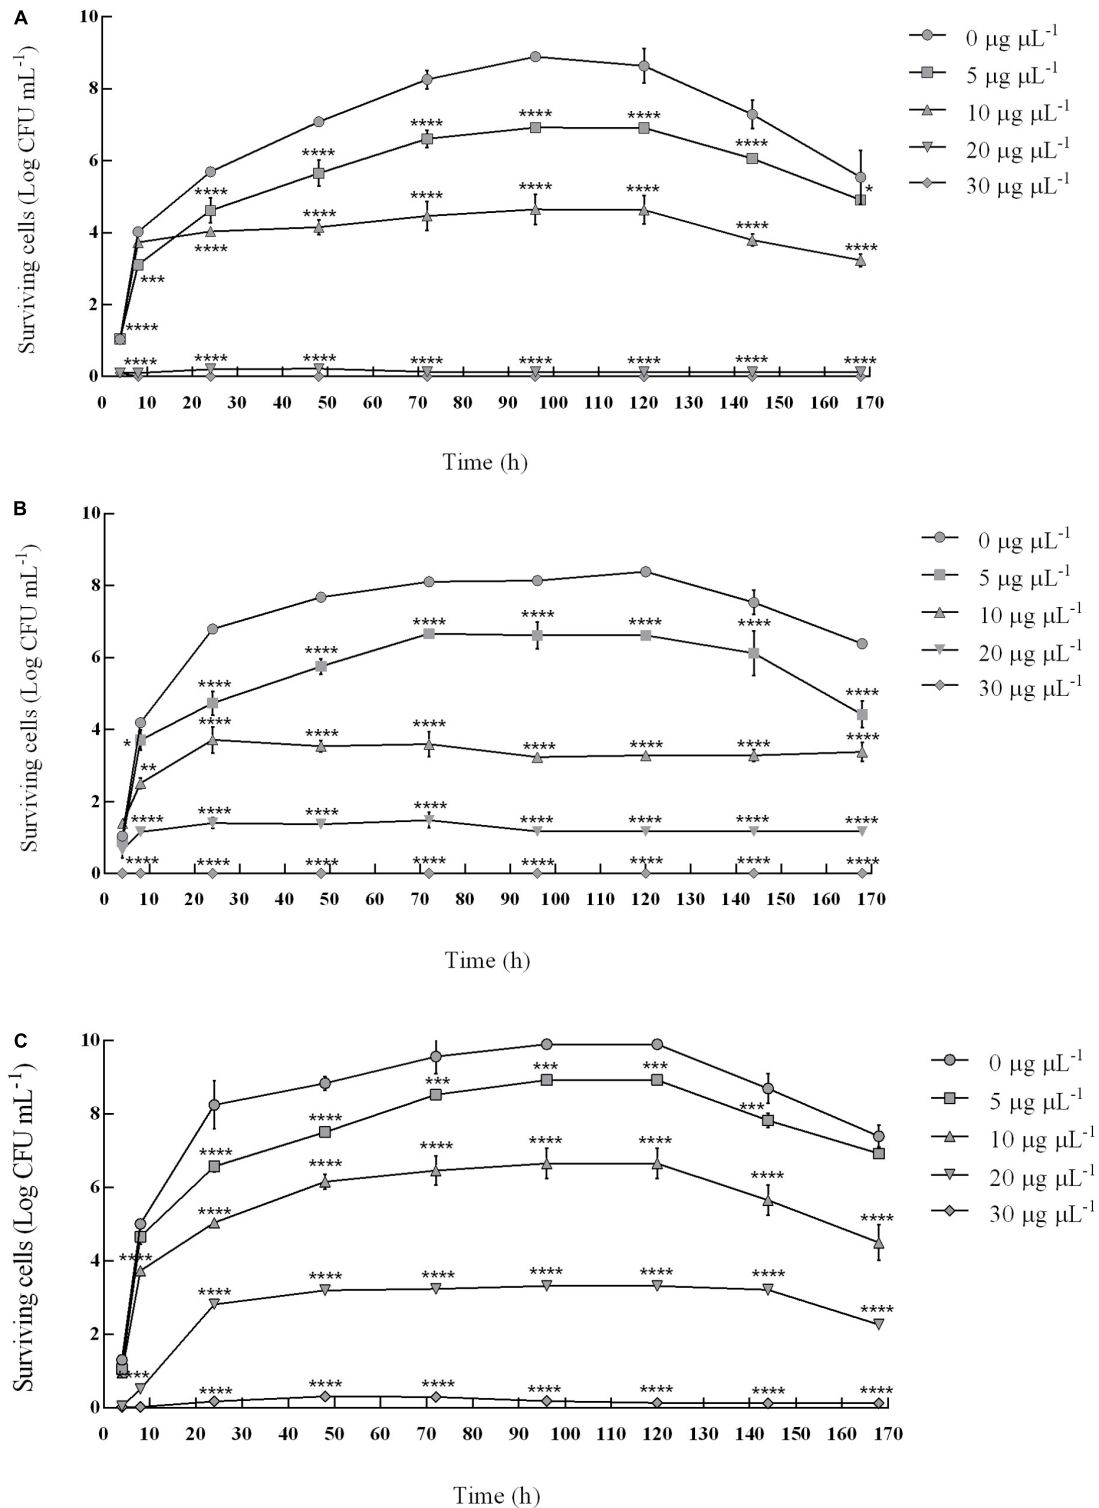 A
10
8
6
4
2
0
Surviving cells (Log CFU mL-1)
**** **** **** **** ****
****
*
**** **** **** **** **** **** ****
***
****
**** **** **** **** **** **** **** ****
0 10 20 30 40 50 60 70 80 90 100 110 120 130 140 150 160 170
Time (h)
0 µg µL-1
5 µg µL-1
10 µg µL-1
20 µg µL-1
30 µg µL-1
B
10
8
6
4
2
0
Surviving cells (Log CFU mL-1)
**** **** **** **** **** **** ****
*
**
**** **** **** **** **** **** ****
**** **** **** **** **** **** **** ****
**** **** **** **** **** **** **** ****
0 10 20 30 40 50 60 70 80 90 100 110 120 130 140 150 160 170
Time (h)
0 µg µL-1
5 µg µL-1
10 µg µL-1
20 µg µL-1
30 µg µL-1
C
10
8
6
4
2
0
Surviving cells (Log CFU mL-1)
**** **** *** *** *** ***
**** **** **** **** **** **** **** ****
**** **** **** **** **** **** ****
**** **** **** **** **** **** ****
0 10 20 30 40 50 60 70 80 90 100 110 120 130 140 150 160 170
Time (h)
0 µg µL-1
5 µg µL-1
10 µg µL-1
20 µg µL-1
30 µg µL-1